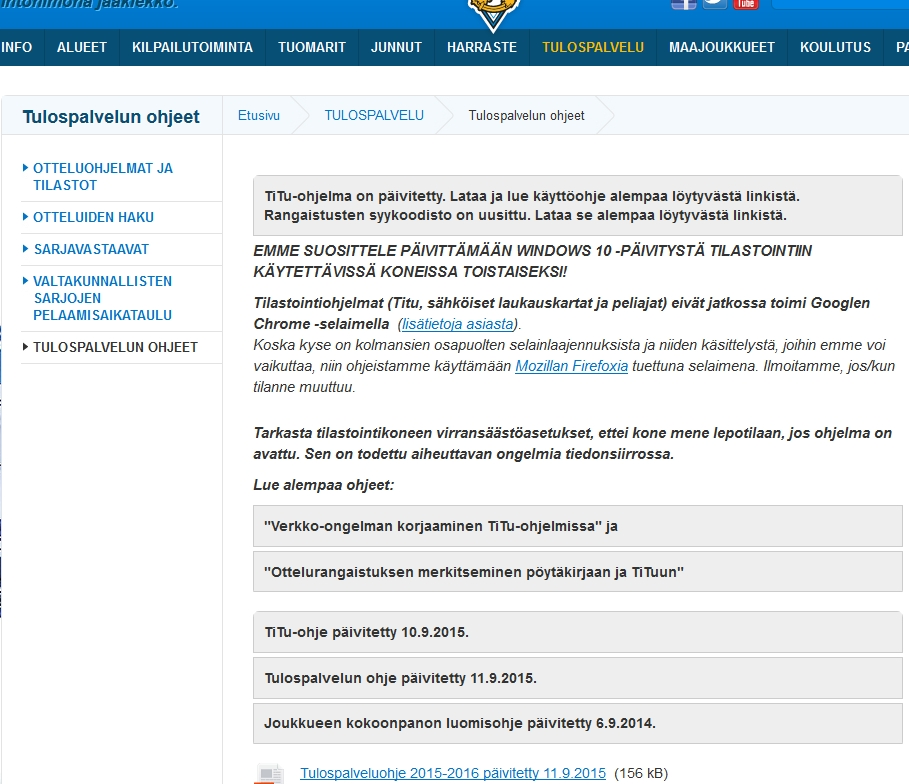 intohimona jääkiekko.
You
Tube
INFO ALUEET KILPAILUTOIMINTA TUOMARIT JUNNUT HARRASTE TULOSPALVELU MAAJOUKKUEET KOULUTUS
Tulospalvelun ohjeet
Etusivu TULOSPALVELU Tulospalvelun ohjeet
OTTELUOHJELMAT JA
TILASTOT
OTTELUIDEN HAKU
SARJAVASTAAVAT
VALTAKUNNALLISTEN
SARJOJEN
PELAAMISAIKATAULU
TULOSPALVELUN OHJEET
TiTu-ohjelma on päivitetty. Lataa ja lue käyttöohje alempaa löytyvästä linkistä.
Rangaistusten syykoodisto on uusittu. Lataa se alempaa löytyvästä linkistä.
EMME SUOSITTELE PÄIVITTÄMÄÄN WINDOWS 10 -PÄIVITYSTÄ TILASTOINTIIN
KÄYTETTÄVISSÄ KONEISSA TOISTAISEKSI!
Tilastointiohjelmat (Titu, sähköiset laukauskartat ja peliajat) eivät jatkossa toimi Googlen
Chrome -selaimella (lisätietoja asiasta).
Koska kyse on kolmansien osapuolten selainlaajennuksista ja niiden käsittelystä, joihin emme voi
vaikuttaa, niin ohjeistamme käyttämään Mozillan Firefoxia tuettuna selaimena. Ilmoitamme, jos/kun
tilanne muuttuu.
Tarkasta tilastointikoneen virransäästöasetukset, ettei kone mene lepotilaan, jos ohjelma on
avattu. Sen on todettu aiheuttavan ongelmia tiedonsiirrossa.
Lue alempaa ohjeet:
"Verkko-ongelman korjaaminen TiTu-ohjelmissa" ja
"Ottelurangaistuksen merkitseminen pöytäkirjaan ja TiTuun"
TiTu-ohje päivitetty 10.9.2015.
Tulospalvelun ohje päivitetty 11.9.2015.
Joukkueen kokoonpanon luomisohje päivitetty 6.9.2014.
Tulospalveluohje 2015-2016 päivitetty 11.9.2015 (156 kB)